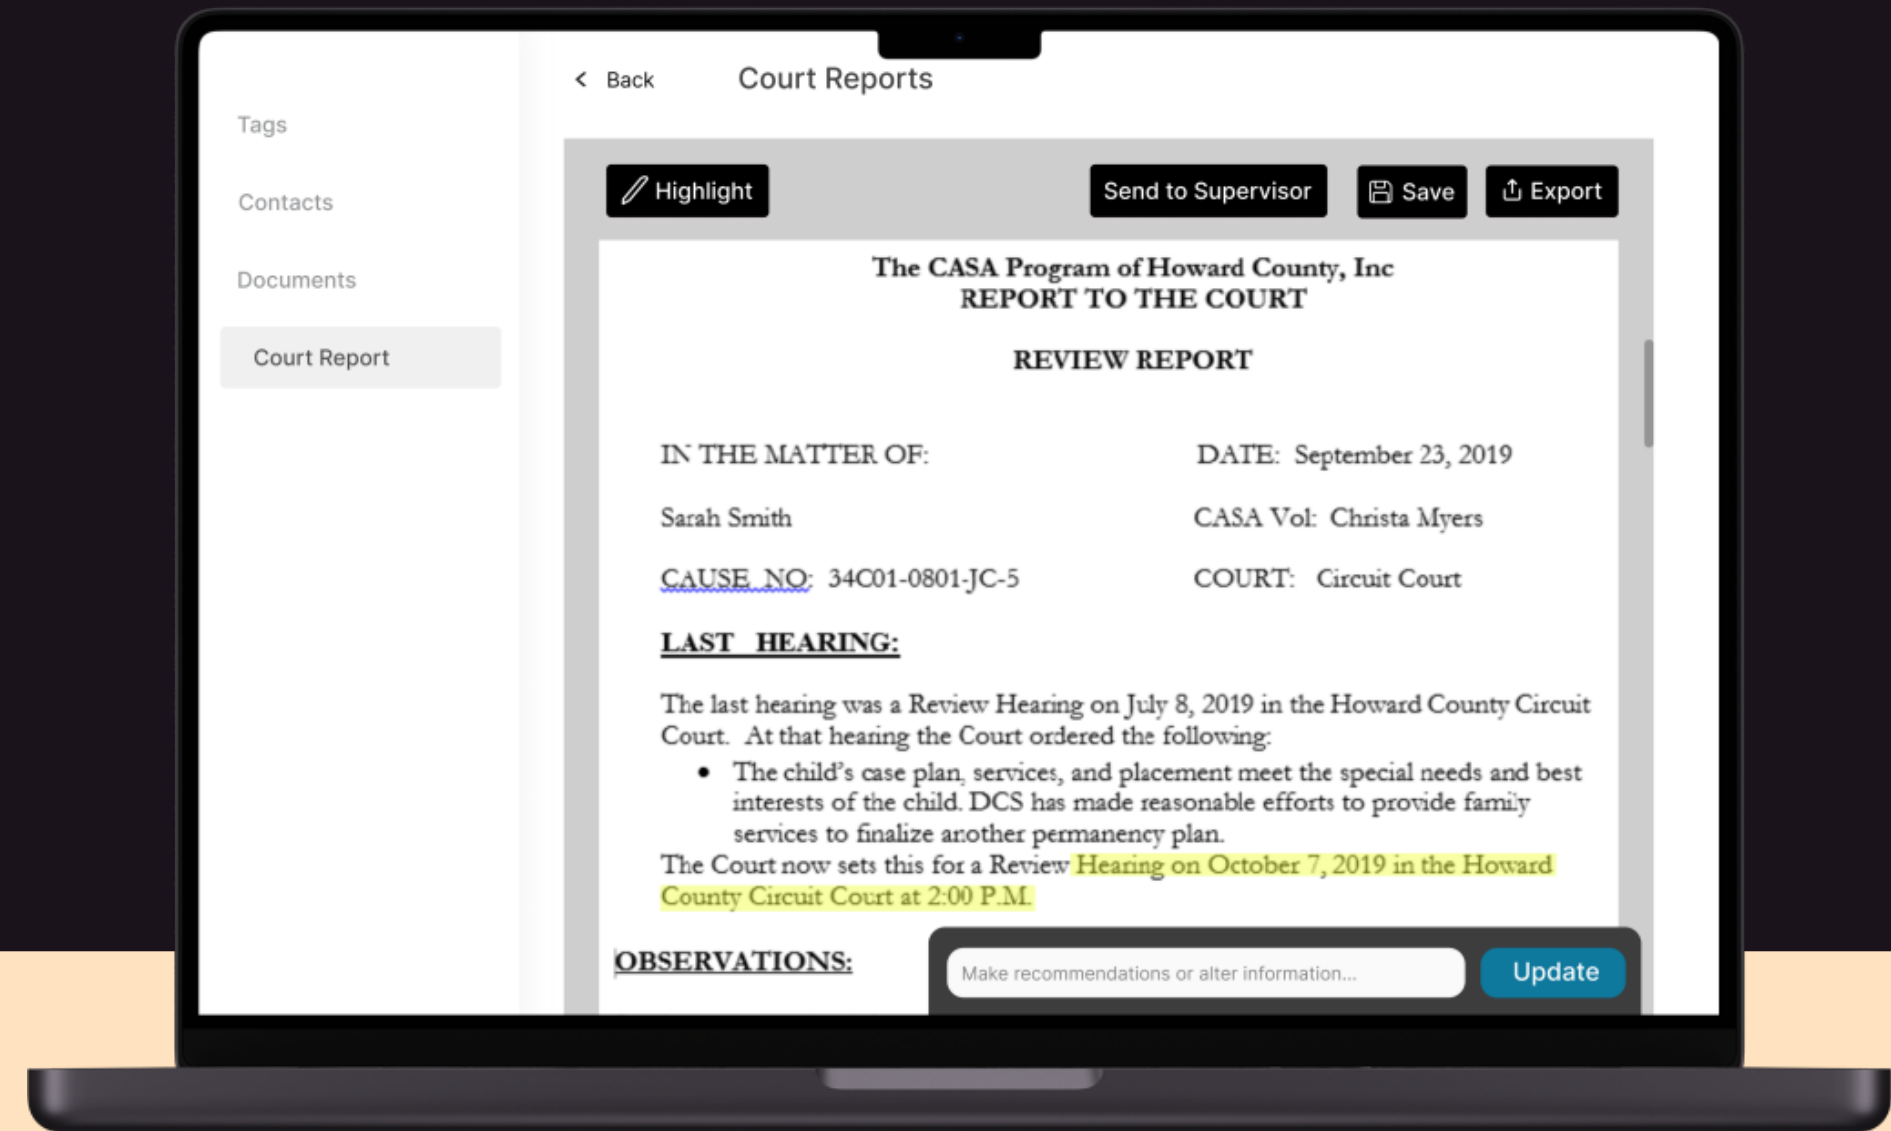 Back
Court Reports
Tags
Contacts
Documents
Court Report
Highlight
Send to Supervisor
Save
Export
The CASA Program of Howard County, Inc
REPORT TO THE COURT
REVIEW REPORT
IN THE MATTER OF:
DATE: September 23, 2019
Sarah Smith
CASA Vol: Christa Myers
CAUSE NO: 34C01-0801-JC-5
COURT: Circuit Court
LAST HEARING:
The last hearing was a Review Hearing on July 8, 2019 in the Howard County Circuit
Court. At that hearing the Court ordered the following:
• The child's case plan, services, and placement meet the special needs and best
interests of the child. DCS has made reasonable efforts to provide family
services to finalize another permanency plan.
The Court now sets this for a Review Hearing on October 7, 2019 in the Howard
County Circuit Court at 2:00 P.M.
OBSERVATIONS:
Make recommendations or alter information...
Update